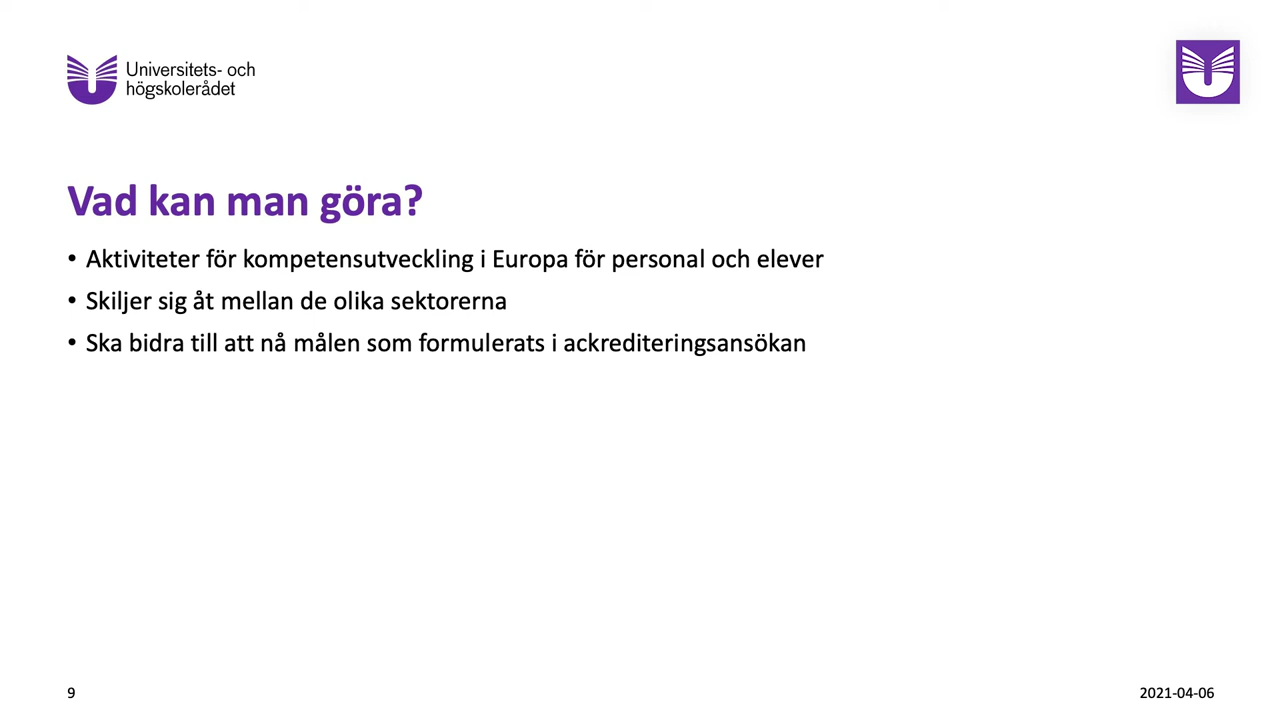 Universitets- och
högskolerådet
Vad kan man göra?
• Aktiviteter för kompetensutveckling i Europa för personal och elever
• Skiljer sig åt mellan de olika sektorerna
• Ska bidra till att nå målen som formulerats i ackrediteringsansökan
9
2021-04-06